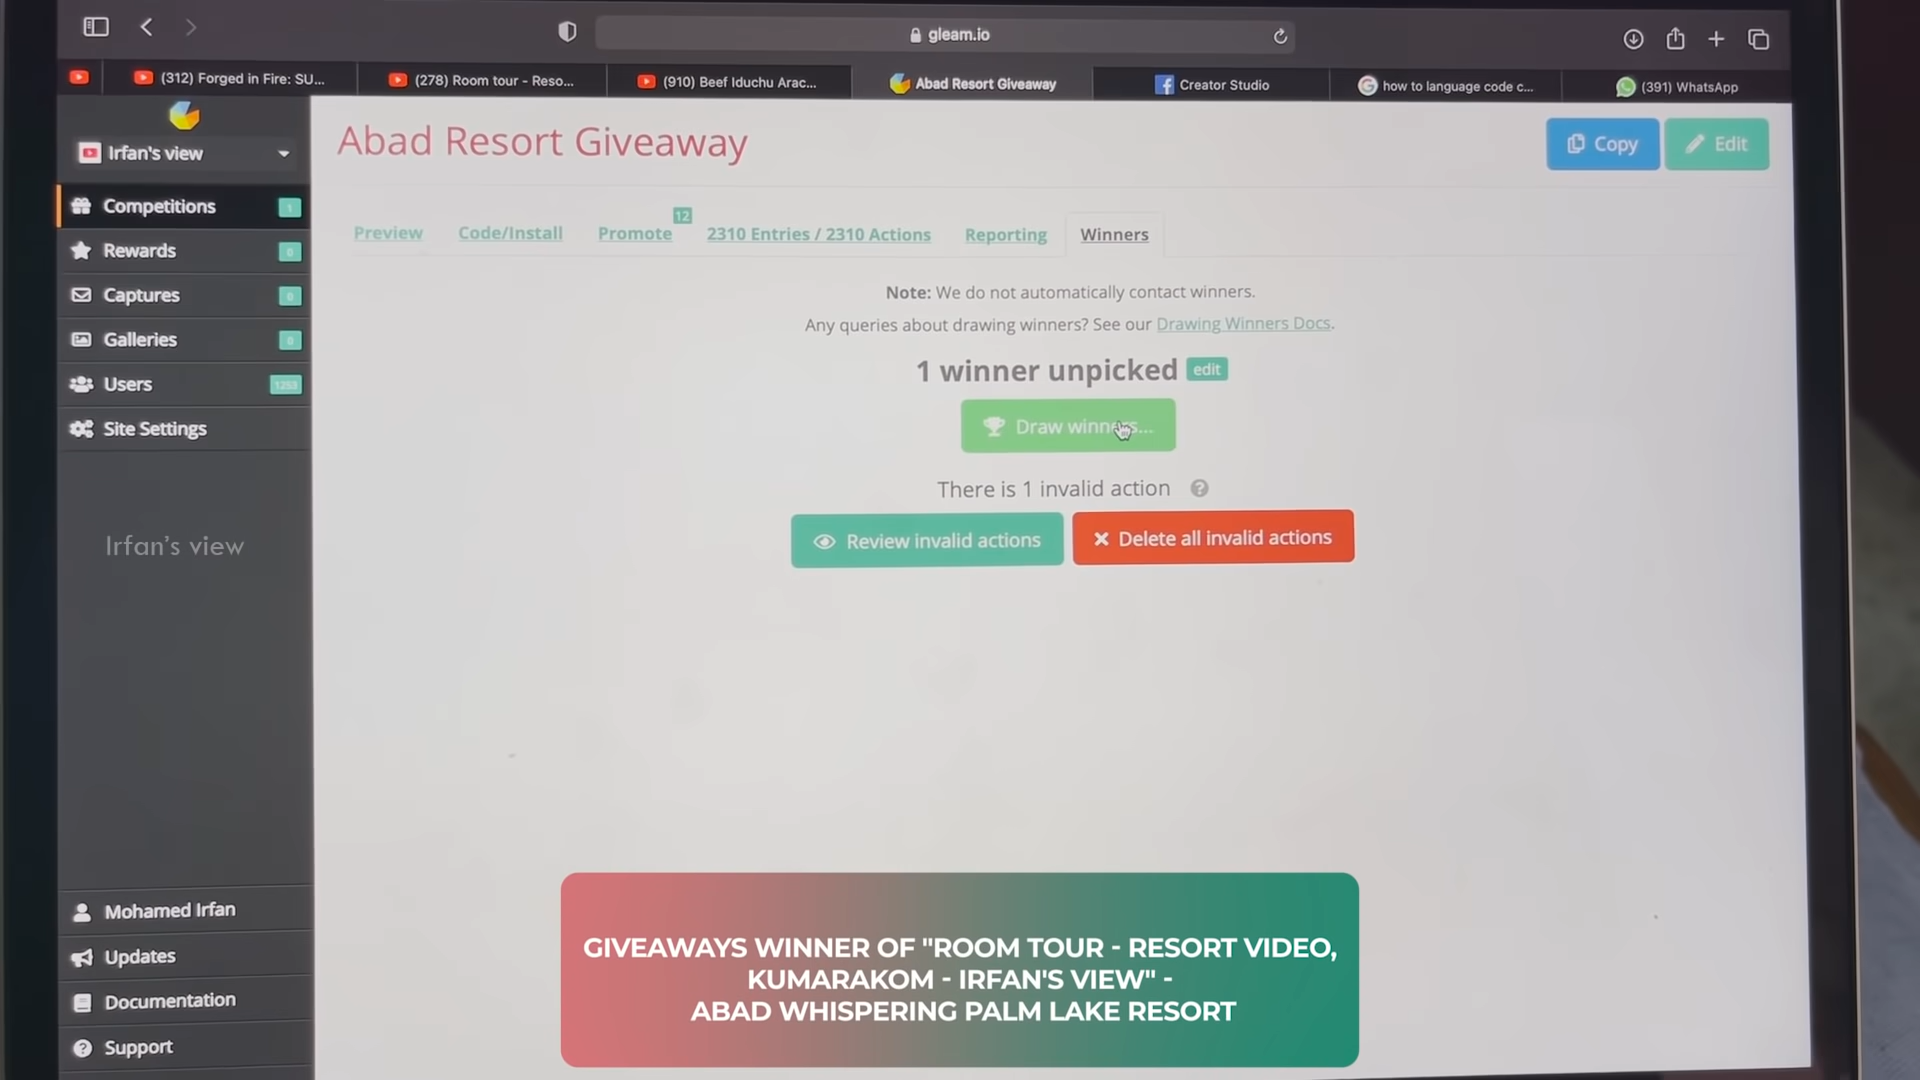 gleam.io
(312) Forged in Fire: SU...
(278) Room tour - Reso...
(910) Beef Iduchu Arac...
Abad Resort Giveaway
Creator Studio
how to language code c...
(391) WhatsApp
Irfan's view
Abad Resort Giveaway
Copy
Edit
Competitions
1
Rewards
0
Captures
0
Galleries
0
Users
Site Settings
Preview
Code/Install
Promote
12
2310 Entries / 2310 Actions
Reporting
Winners
Note: We do not automatically contact winners.
Any queries about drawing winners? See our Drawing Winners Docs.
1 winner unpicked edit
Draw winners...
There is 1 invalid action ?
Review invalid actions
Delete all invalid actions
Irfan's view
Mohamed Irfan
Updates
Documentation
Support
GIVEAWAYS WINNER OF "ROOM TOUR - RESORT VIDEO,
KUMARAKOM - IRFAN'S VIEW" -
ABAD WHISPERING PALM LAKE RESORT